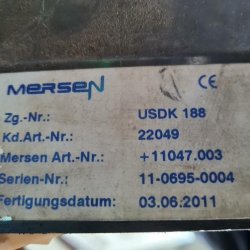 MERSEN CE
Zg.-Nr.: USDK 188
Kd.Art.-Nr.: 22049
Mersen Art.-Nr.: +11047.003
Serien-Nr.: 11-0695-0004
Fertigungsdatum: 03.06.2011